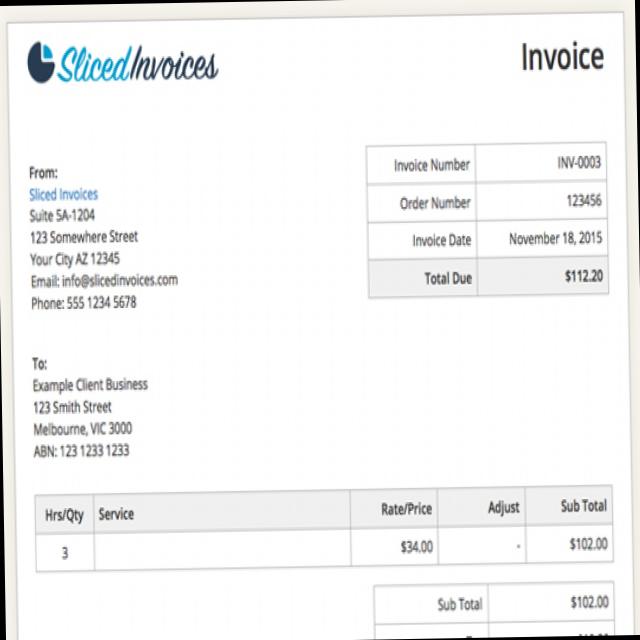 Sliced Invoices
Invoice
From:
Sliced Invoices
Suite 5A-1204
123 Somewhere Street
Your City AZ 12345
Email: info@slicedinvoices.com
Phone: 555 1234 5678
Invoice Number INV-0003
Order Number 123456
Invoice Date November 18, 2015
Total Due $112.20
To:
Example Client Business
123 Smith Street
Melbourne, VIC 3000
ABN: 123 1233 1233
Hrs/Qty Service Rate/Price Adjust Sub Total
3 $34.00 - $102.00
Sub Total $102.00